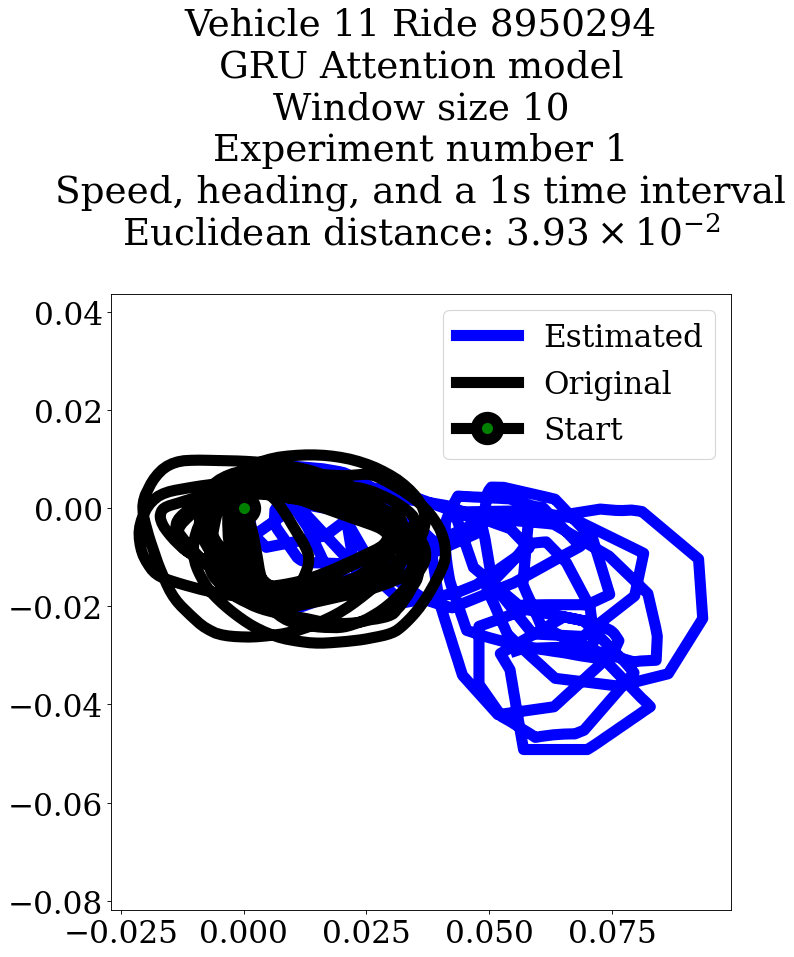 Vehicle 11 Ride 8950294
GRU Attention model
Window size 10
Experiment number 1
Speed, heading, and a 1s time interval
Euclidean distance: 3.93 × 10⁻²
Estimated
Original
Start
0.04
0.02
0.00
−0.02
−0.04
−0.06
−0.08
−0.025 0.000 0.025 0.050 0.075